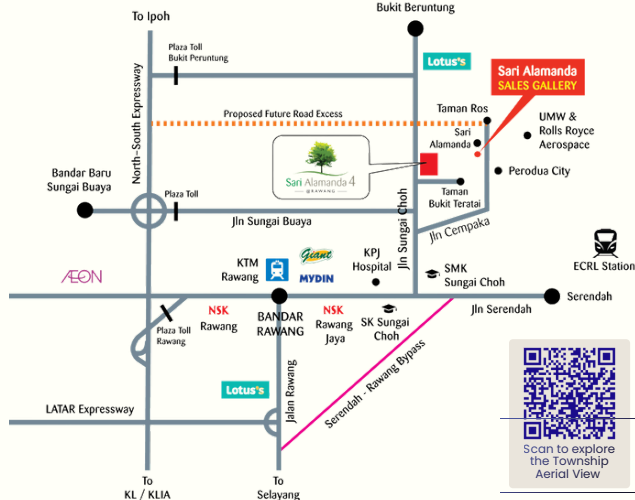 Bukit Beruntung
To Ipoh
Plaza Toll
Bukit Peruntung
Lotus's
Sari Alamanda
SALES GALLERY
North-South Expressway
Proposed Future Road Excess
Taman Ros
Sari
Alamanda
UMW &
Rolls Royce
Aerospace
Perodua City
Sari Alamanda 4
@RAWANG
Taman
Bukit Teratai
Bandar Baru
Sungai Buaya
Plaza Toll
Jln Sungai Buaya
Jln Sungai Choh
Jln Cempaka
ECRL Station
AEON
KTM
Rawang
Giant
MYDIN
KPJ
Hospital
SMK
Sungai Choh
Serendah
Jln Serendah
NSK
Rawang
BANDAR
RAWANG
NSK
Rawang
Jaya
SK Sungai
Choh
Plaza Toll
Rawang
Serendah - Rawang Bypass
Lotus's
Jalan Rawang
LATAR Expressway
To
KL / KLIA
To
Selayang
Scan to explore
the Township
Aerial View